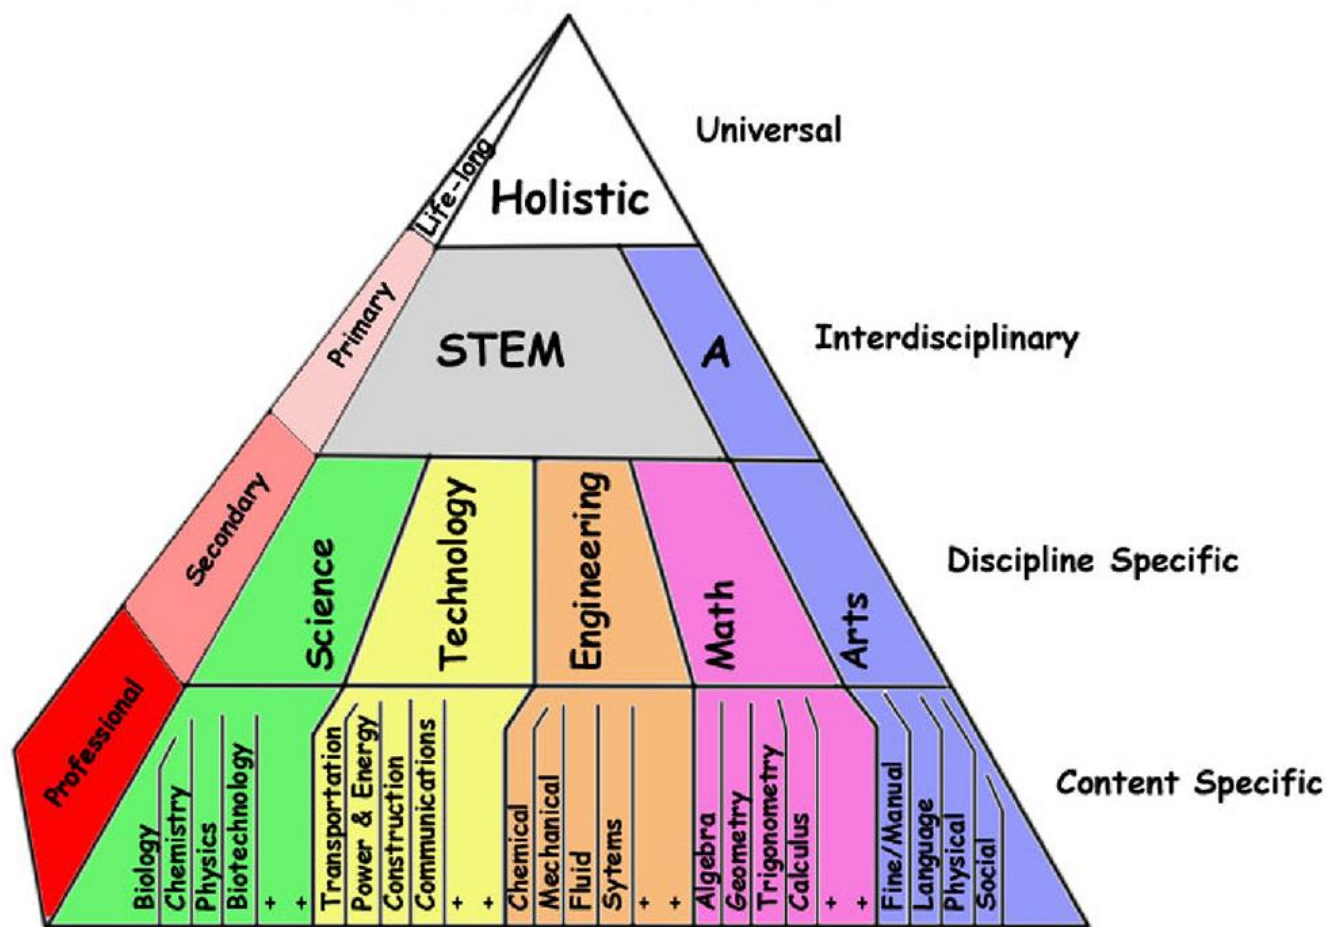 Universal
Life-long
Holistic
Primary
STEM
A
Interdisciplinary
Secondary
Science
Technology
Engineering
Math
Arts
Discipline Specific
Professional
Biology
Chemistry
Physics
Biotechnology
+
+
Transportation
Power & Energy
Construction
Communications
+
+
Chemical
Mechanical
Fluid
Sytems
+
+
Algebra
Geometry
Trigonometry
Calculus
+
+
Fine/Manual
Language
Physical
Social
Content Specific